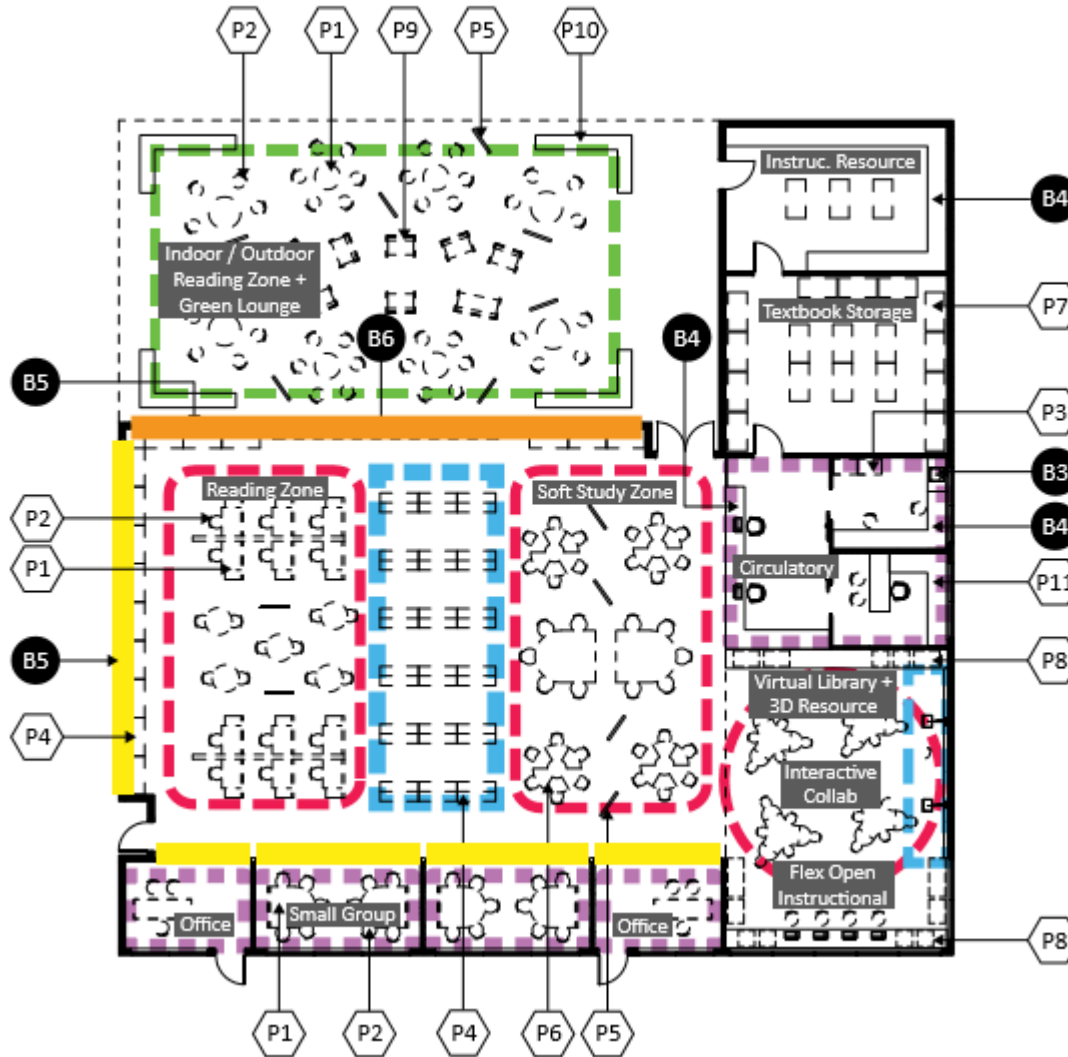 P2 P1 P9 P5 P10
Instruc. Resource
B4
Indoor / Outdoor
Reading Zone +
Green Lounge
Textbook Storage
P7
B6
B4
B5
P3
B3
Reading Zone
Soft Study Zone
P2
B4
P1
Circulatory
P11
B5
P8
Virtual Library +
3D Resource
P4
Interactive
Collab
Flex Open
Instructional
Office
Small Group
Office
P8
P1 P2 P4 P6 P5